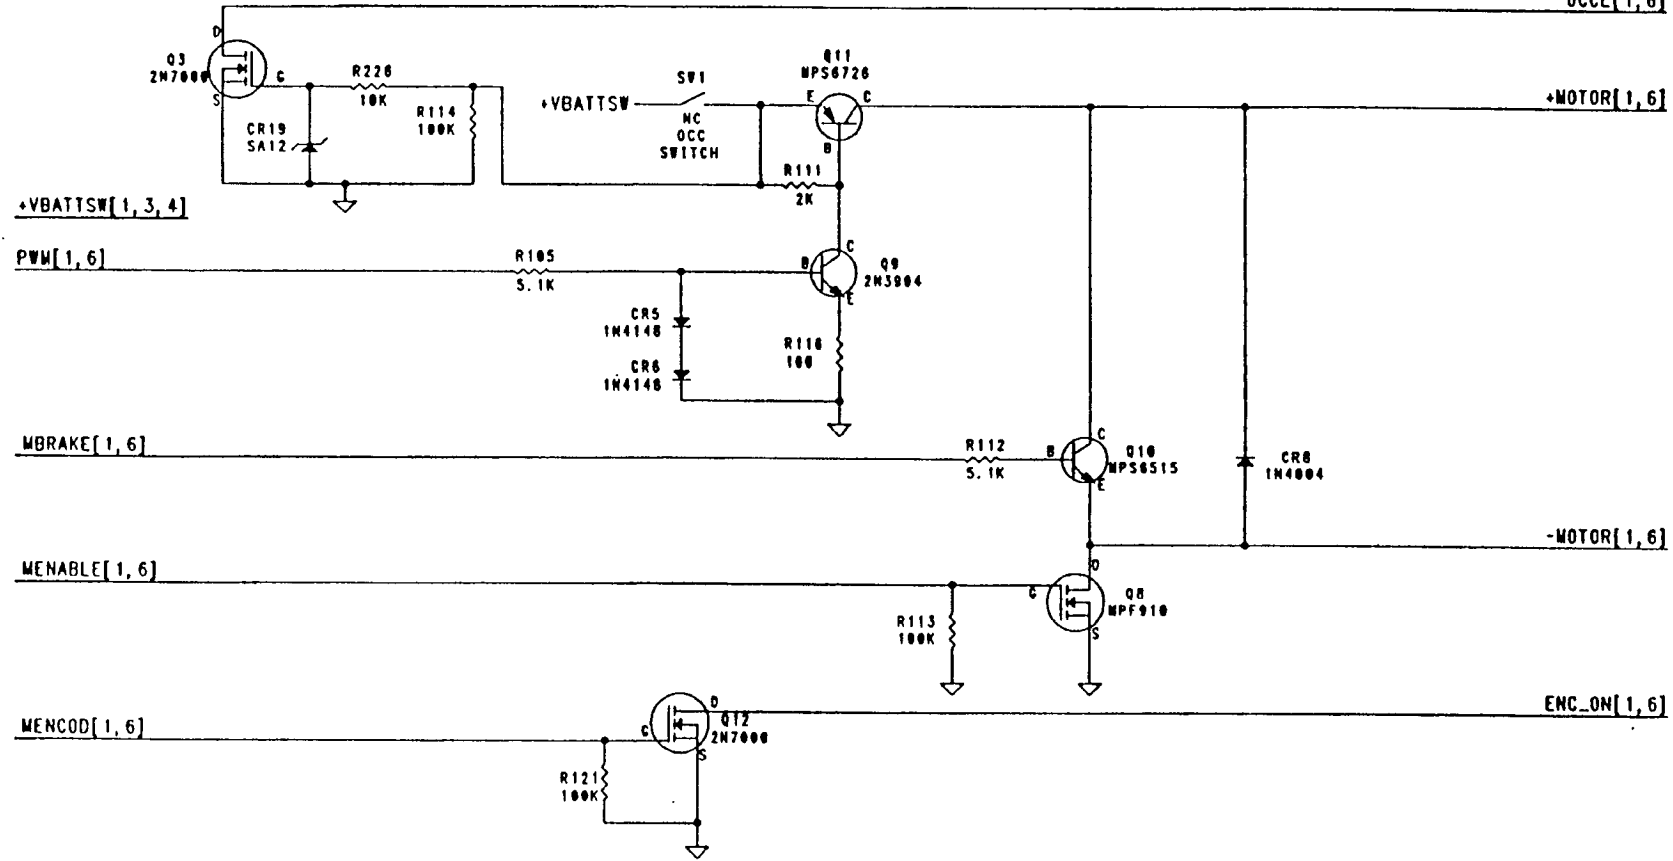 OCCE[1,6]
D
Q3
2N7000
G
S
R226
10K
R114
100K
CR19
SA12
SW1
+VBATTSW
NC
OCC
SWITCH
Q11
MPS6726
E
C
B
+MOTOR[1,6]
R111
2K
+VBATTSW[1,3,4]
PWM[1,6]
R105
5.1K
B
C
Q9
2N3904
E
CR5
1N4148
CR6
1N4148
R116
100
MBRAKE[1,6]
R112
5.1K
B
C
Q10
MPS6515
E
CR8
1N4004
-MOTOR[1,6]
MENABLE[1,6]
D
G
Q8
MPF910
S
R113
100K
MENCOD[1,6]
D
G
Q12
2N7000
S
ENC_ON[1,6]
R121
100K